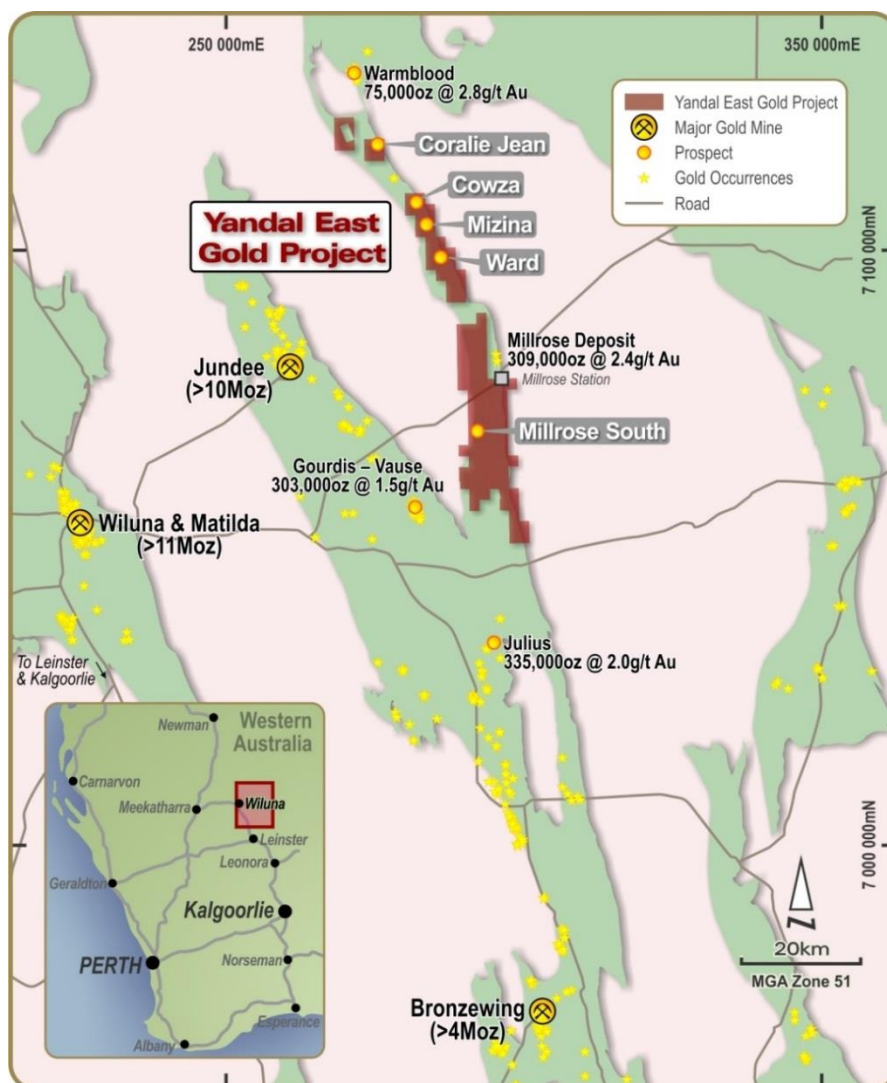 250 000mE
350 000mE
Warmblood
75,000oz @ 2.8g/t Au
Yandal East Gold Project
Major Gold Mine
Prospect
Gold Occurrences
Road
Coralie Jean
Cowza
Mizina
Ward
Yandal East
Gold Project
7 100 000mN
Millrose Deposit
309,000oz @ 2.4g/t Au
Millrose Station
Jundee
(>10Moz)
Millrose South
Gourdis – Vause
303,000oz @ 1.5g/t Au
Wiluna & Matilda
(>11Moz)
Julius
335,000oz @ 2.0g/t Au
To Leinster
& Kalgoorlie
Newman
Western
Australia
Carnarvon
Meekatharra
Wiluna
Leinster
Leonora
Geraldton
Kalgoorlie
PERTH
Norseman
Esperance
Albany
7 000 000mN
N
20km
MGA Zone 51
Bronzewing
(>4Moz)